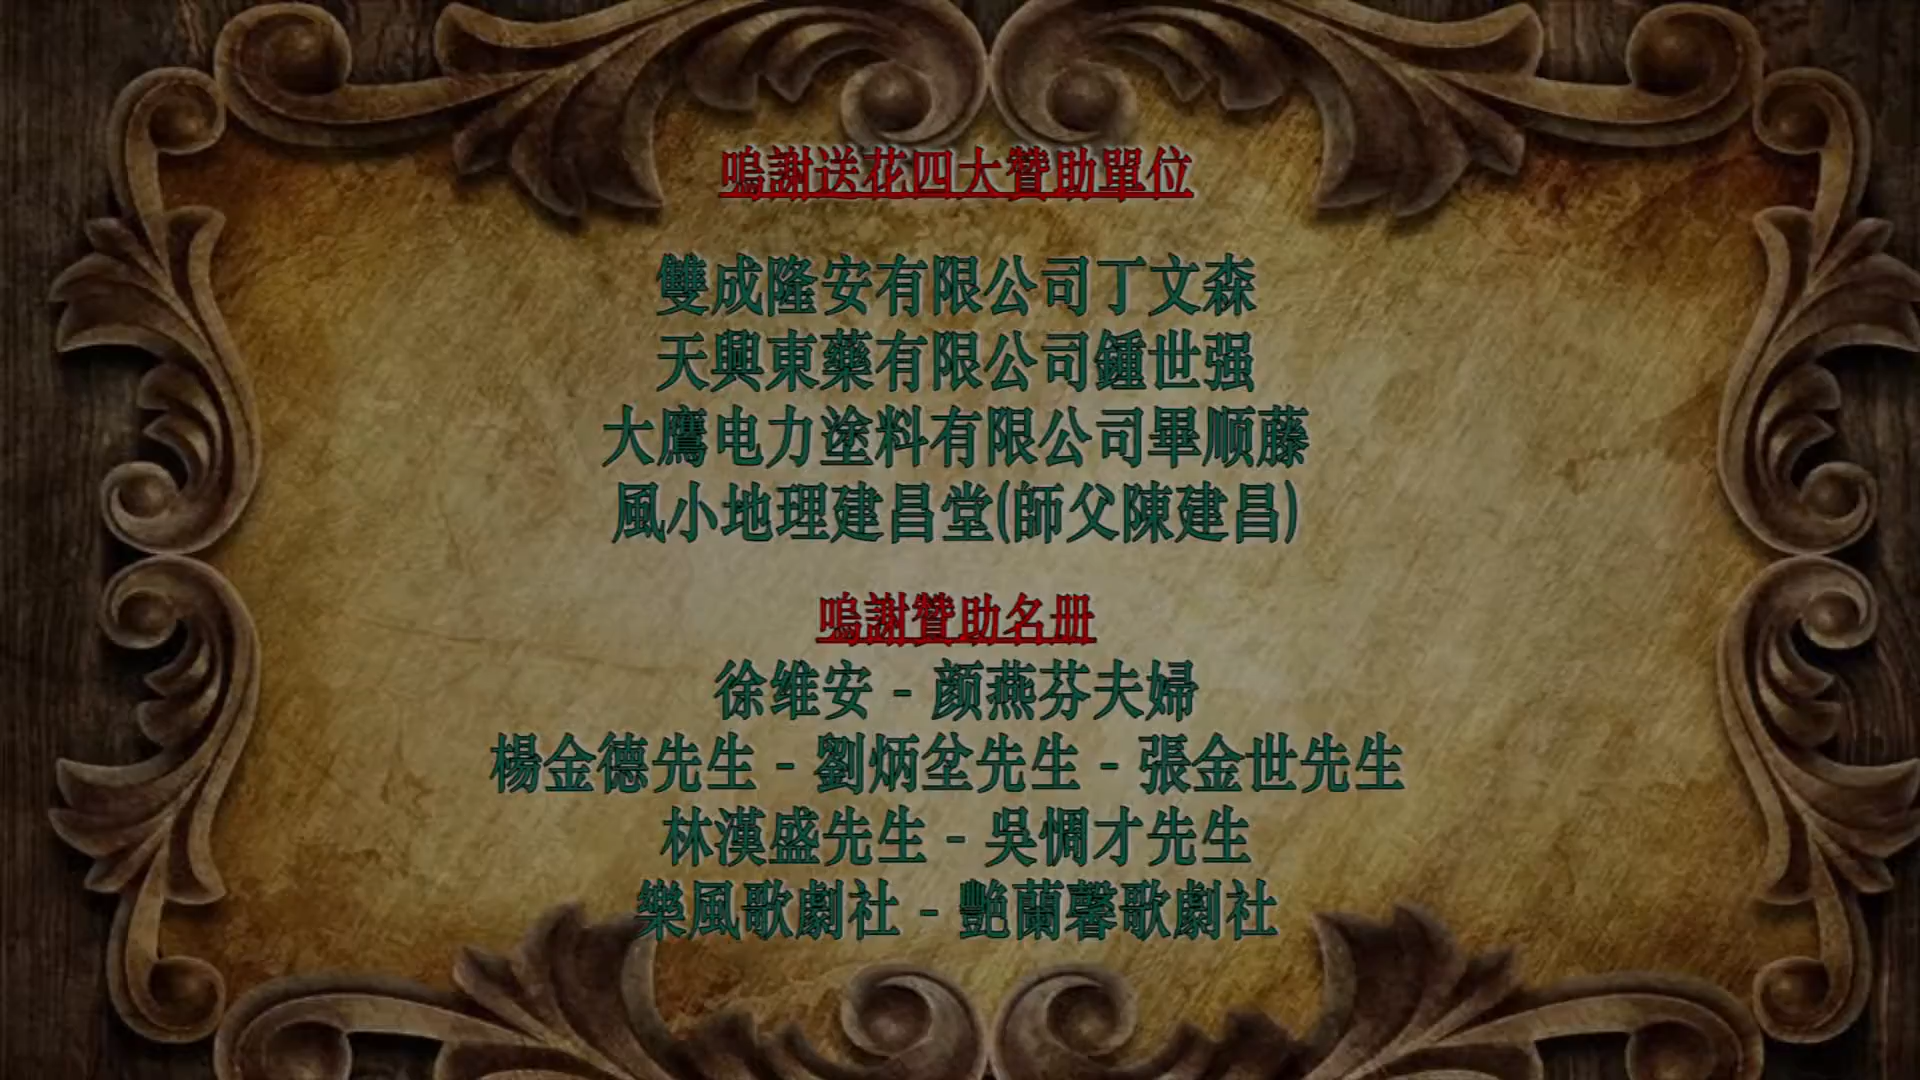 嗚謝送花四大贊助單位
雙成隆安有限公司丁文森
天興東藥有限公司鍾世强
大鷹电力塗料有限公司畢顺藤
風小地理建昌堂(師父陳建昌)
嗚謝贊助名册
徐维安 - 颜燕芬夫婦
楊金德先生 - 劉炳坌先生 - 張金世先生
林漢盛先生 - 吳惆才先生
樂風歌劇社 - 艷蘭馨歌劇社